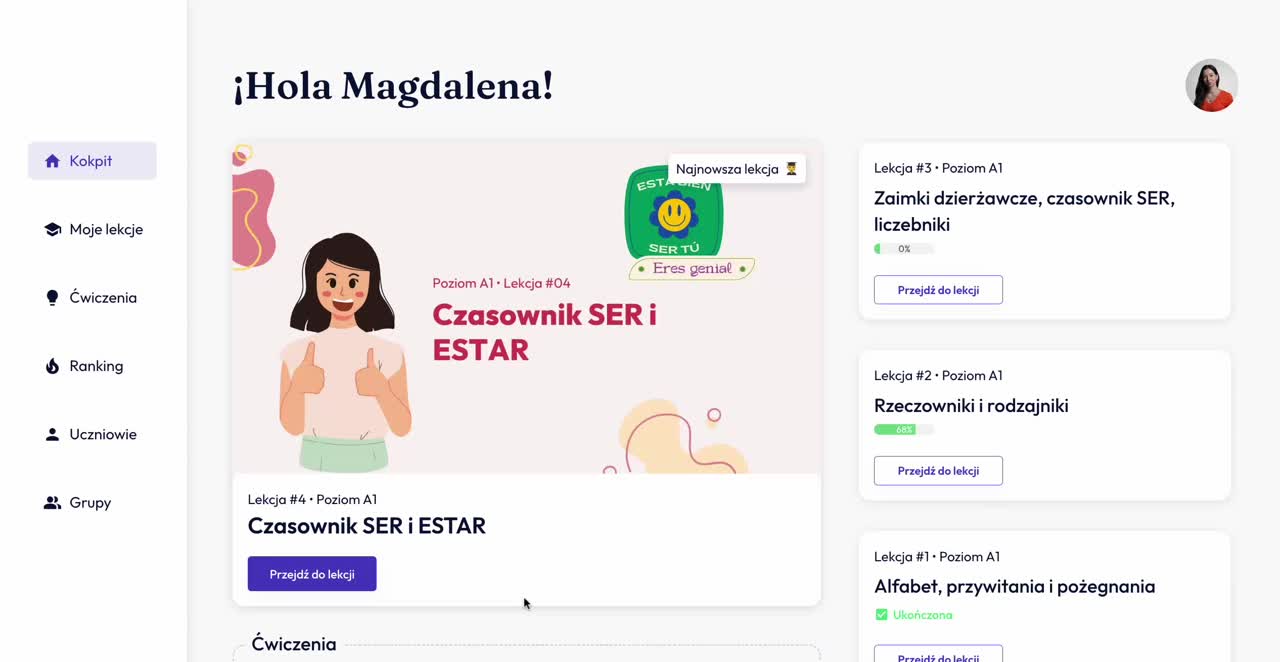 ¡Hola Magdalena!
Kokpit
Moje lekcje
Ćwiczenia
Ranking
Uczniowie
Grupy
Najnowsza lekcja
ESTÁ BIEN
SER TÚ
Eres genial
Poziom A1 • Lekcja #04
Czasownik SER i
ESTAR
Lekcja #4 • Poziom A1
Czasownik SER i ESTAR
Przejdź do lekcji
Ćwiczenia
Lekcja #3 • Poziom A1
Zaimki dzierżawcze, czasownik SER,
liczebniki
0%
Przejdź do lekcji
Lekcja #2 • Poziom A1
Rzeczowniki i rodzajniki
68%
Przejdź do lekcji
Lekcja #1 • Poziom A1
Alfabet, przywitania i pożegnania
Ukończona
Przejdź do lekcji